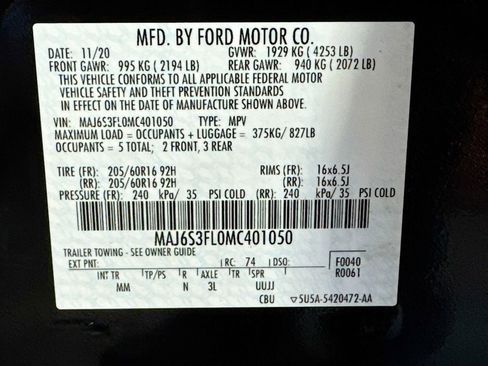 MFD. BY FORD MOTOR CO.
DATE: 11/20 GVWR: 1929 KG ( 4253 LB)
FRONT GAWR: 995 KG ( 2194 LB) REAR GAWR: 940 KG ( 2072 LB)
THIS VEHICLE CONFORMS TO ALL APPLICABLE FEDERAL MOTOR
VEHICLE SAFETY AND THEFT PREVENTION STANDARDS
IN EFFECT ON THE DATE OF MANUFACTURE SHOWN ABOVE.
VIN: MAJ6S3FL0MC401050 TYPE: MPV
MAXIMUM LOAD = OCCUPANTS + LUGGAGE = 375KG/ 827LB
OCCUPANTS = 5 TOTAL; 2 FRONT, 3 REAR
TIRE (FR): 205/60R16 92H RIMS (FR): 16x6.5J
(RR): 205/60R16 92H (RR): 16x6.5J
PRESSURE (FR): 240 kPa/ 35 PSI COLD (RR): 240 kPa/ 35 PSI COLD
MAJ6S3FL0MC401050
TRAILER TOWING - SEE OWNER GUIDE
EXT PNT: RC: 74 DSO: F0040
R0061
INT TR TP/PS R AXLE TR SPR
MM N 3L UUJJ
CBU ▽5U5A-5420472-AA